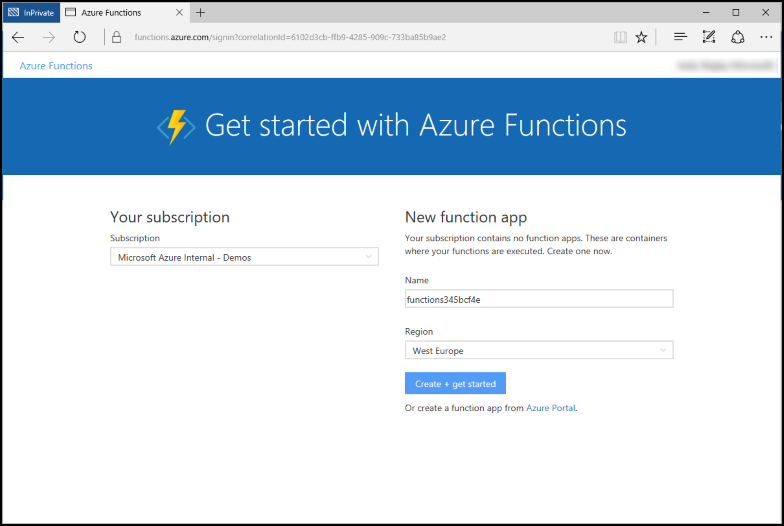 InPrivate
Azure Functions
functions.azure.com/signin?correlationId=6102d3cb-ffb9-4285-909c-733ba85b9ae2
Azure Functions
Get started with Azure Functions
Your subscription
Subscription
Microsoft Azure Internal - Demos
New function app
Your subscription contains no function apps. These are containers
where your functions are executed. Create one now.
Name
functions345bcf4e
Region
West Europe
Create + get started
Or create a function app from Azure Portal.